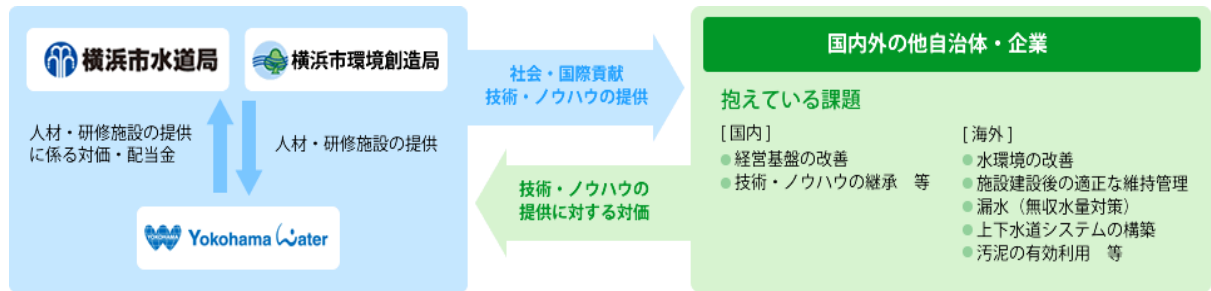 横浜市水道局
横浜市環境創造局
人材・研修施設の提供
に係る対価・配当金
人材・研修施設の提供
YOKOHAMA
Yokohama Water
社会・国際貢献
技術・ノウハウの提供
技術・ノウハウの
提供に対する対価
国内外の他自治体・企業
抱えている課題
[国内]
経営基盤の改善
技術・ノウハウの継承　等
[海外]
水環境の改善
施設建設後の適正な維持管理
漏水（無収水量対策）
上下水道システムの構築
汚泥の有効利用　等